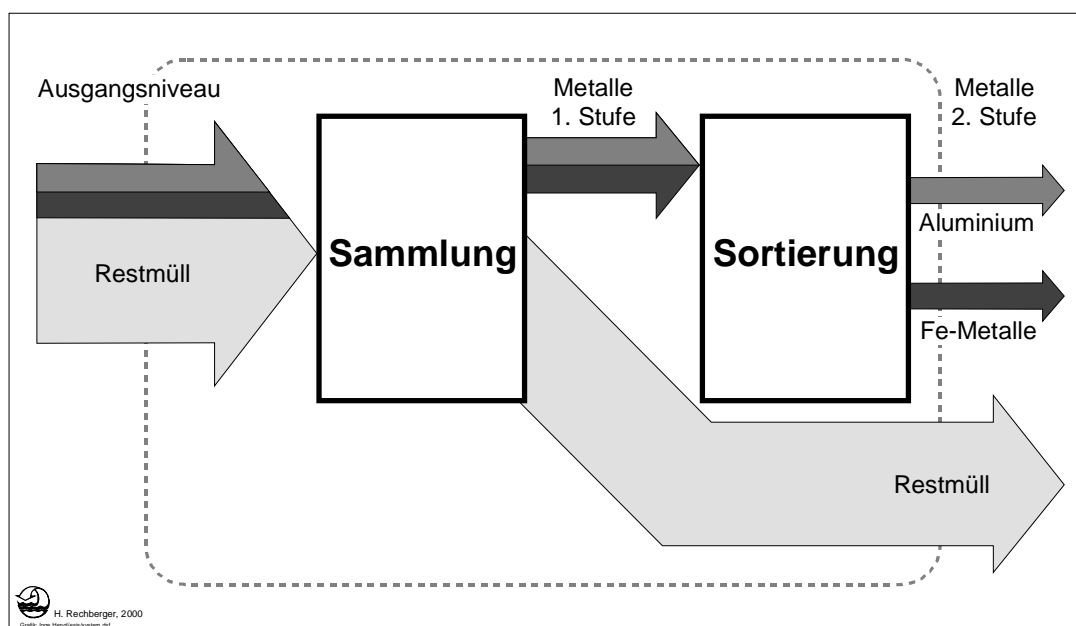 Ausgangsniveau
Metalle
1. Stufe
Metalle
2. Stufe
Sammlung
Sortierung
Aluminium
Restmüll
Fe-Metalle
Restmüll
H. Rechberger, 2000